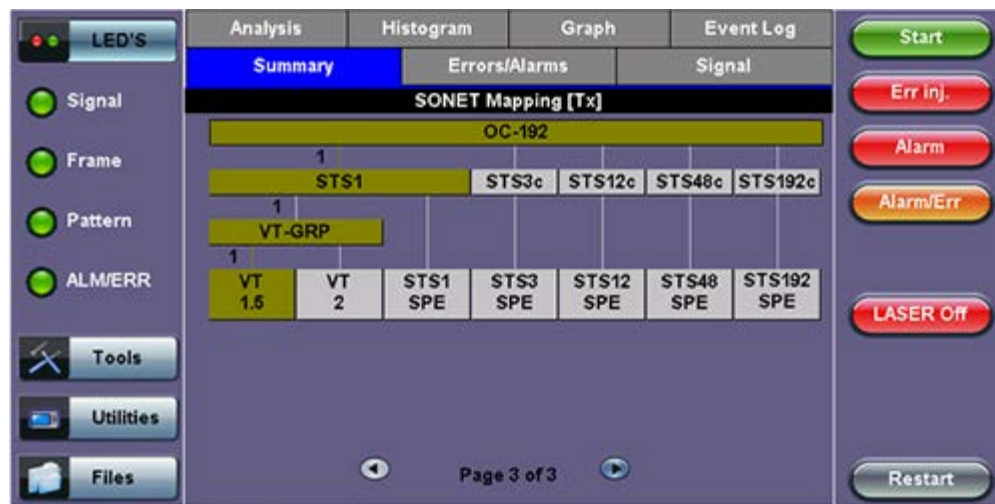 LED'S
Signal
Frame
Pattern
ALM/ERR
Tools
Utilities
Files
Analysis Histogram Graph Event Log
Summary Errors/Alarms Signal
SONET Mapping [Tx]
OC-192
1
STS1 STS3c STS12c STS48c STS192c
1
VT-GRP
1
VT VT STS1 STS3 STS12 STS48 STS192
1.5 2 SPE SPE SPE SPE SPE
Page 3 of 3
Start
Err inj.
Alarm
Alarm/Err
LASER Off
Restart